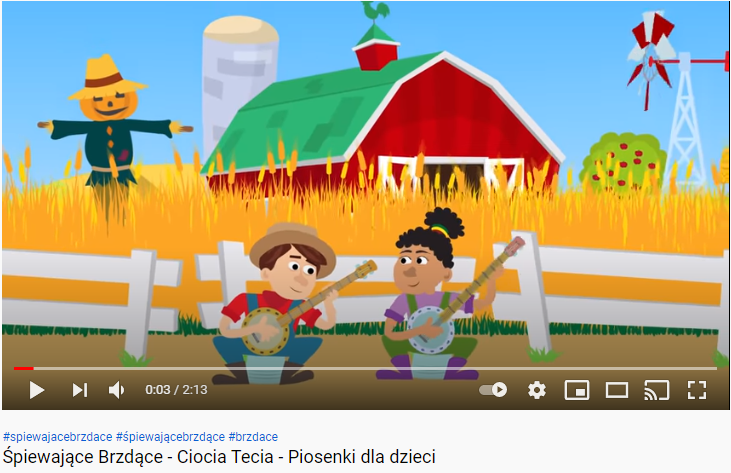 0:03 / 2:13
#spiewajacebrzdace #śpiewającebrzdące #brzdace
Śpiewające Brzdące - Ciocia Tecia - Piosenki dla dzieci